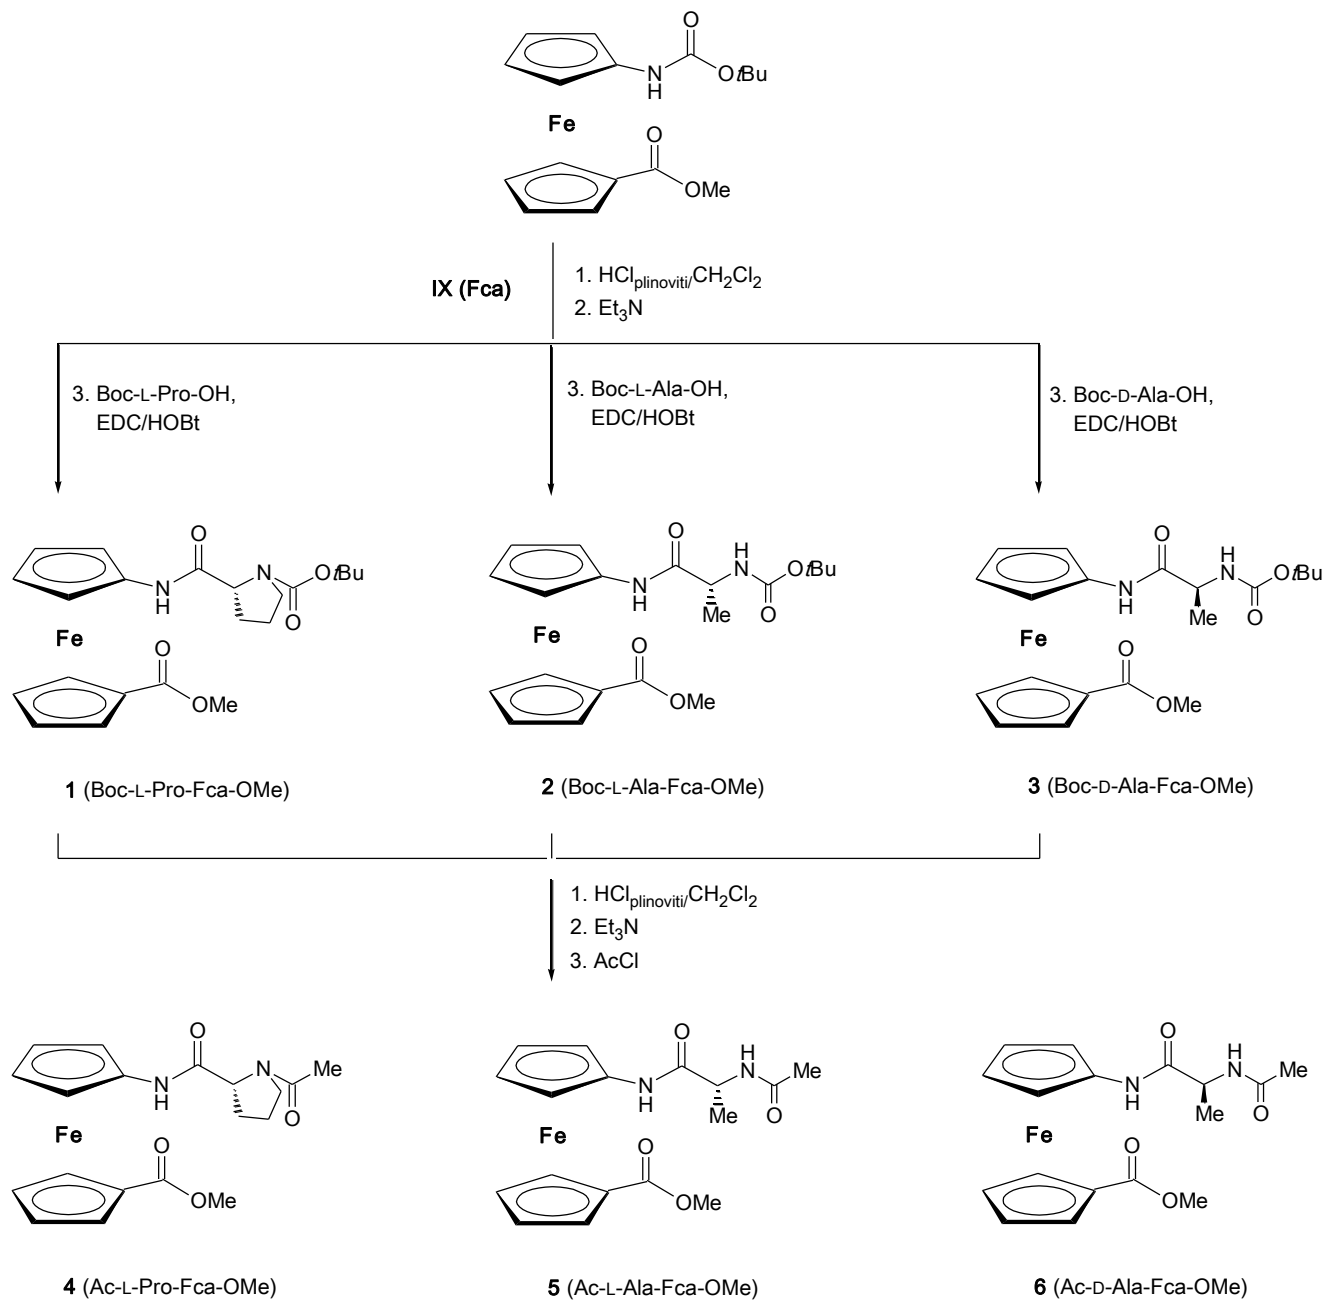 O
N
H
OtBu
Fe
O
OMe
IX (Fca)
1. HClplinoviti/CH2Cl2
2. Et3N
3. Boc-L-Pro-OH,
EDC/HOBt
3. Boc-L-Ala-OH,
EDC/HOBt
3. Boc-D-Ala-OH,
EDC/HOBt
O
N
H
N
O
OtBu
Fe
O
OMe
1 (Boc-L-Pro-Fca-OMe)
O
N
H
H
N
Me
O
OtBu
Fe
O
OMe
2 (Boc-L-Ala-Fca-OMe)
O
N
H
H
N
Me
O
OtBu
Fe
O
OMe
3 (Boc-D-Ala-Fca-OMe)
1. HClplinoviti/CH2Cl2
2. Et3N
3. AcCl
O
N
H
N
O
Me
Fe
O
OMe
4 (Ac-L-Pro-Fca-OMe)
O
N
H
H
N
Me
O
Me
Fe
O
OMe
5 (Ac-L-Ala-Fca-OMe)
O
N
H
H
N
Me
O
Me
Fe
O
OMe
6 (Ac-D-Ala-Fca-OMe)